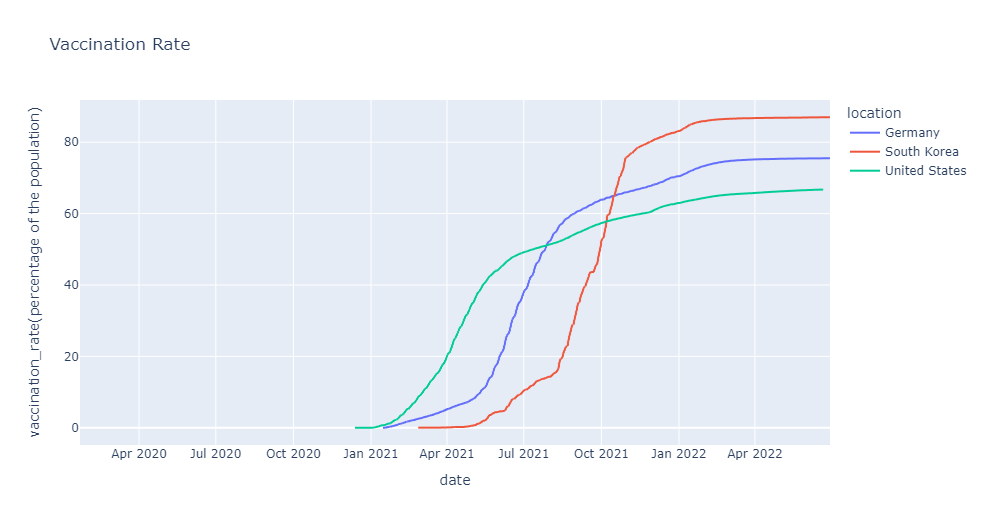 Vaccination Rate
vaccination_rate(percentage of the population)
80
60
40
20
0
Apr 2020
Jul 2020
Oct 2020
Jan 2021
Apr 2021
Jul 2021
Oct 2021
Jan 2022
Apr 2022
date
location
Germany
South Korea
United States